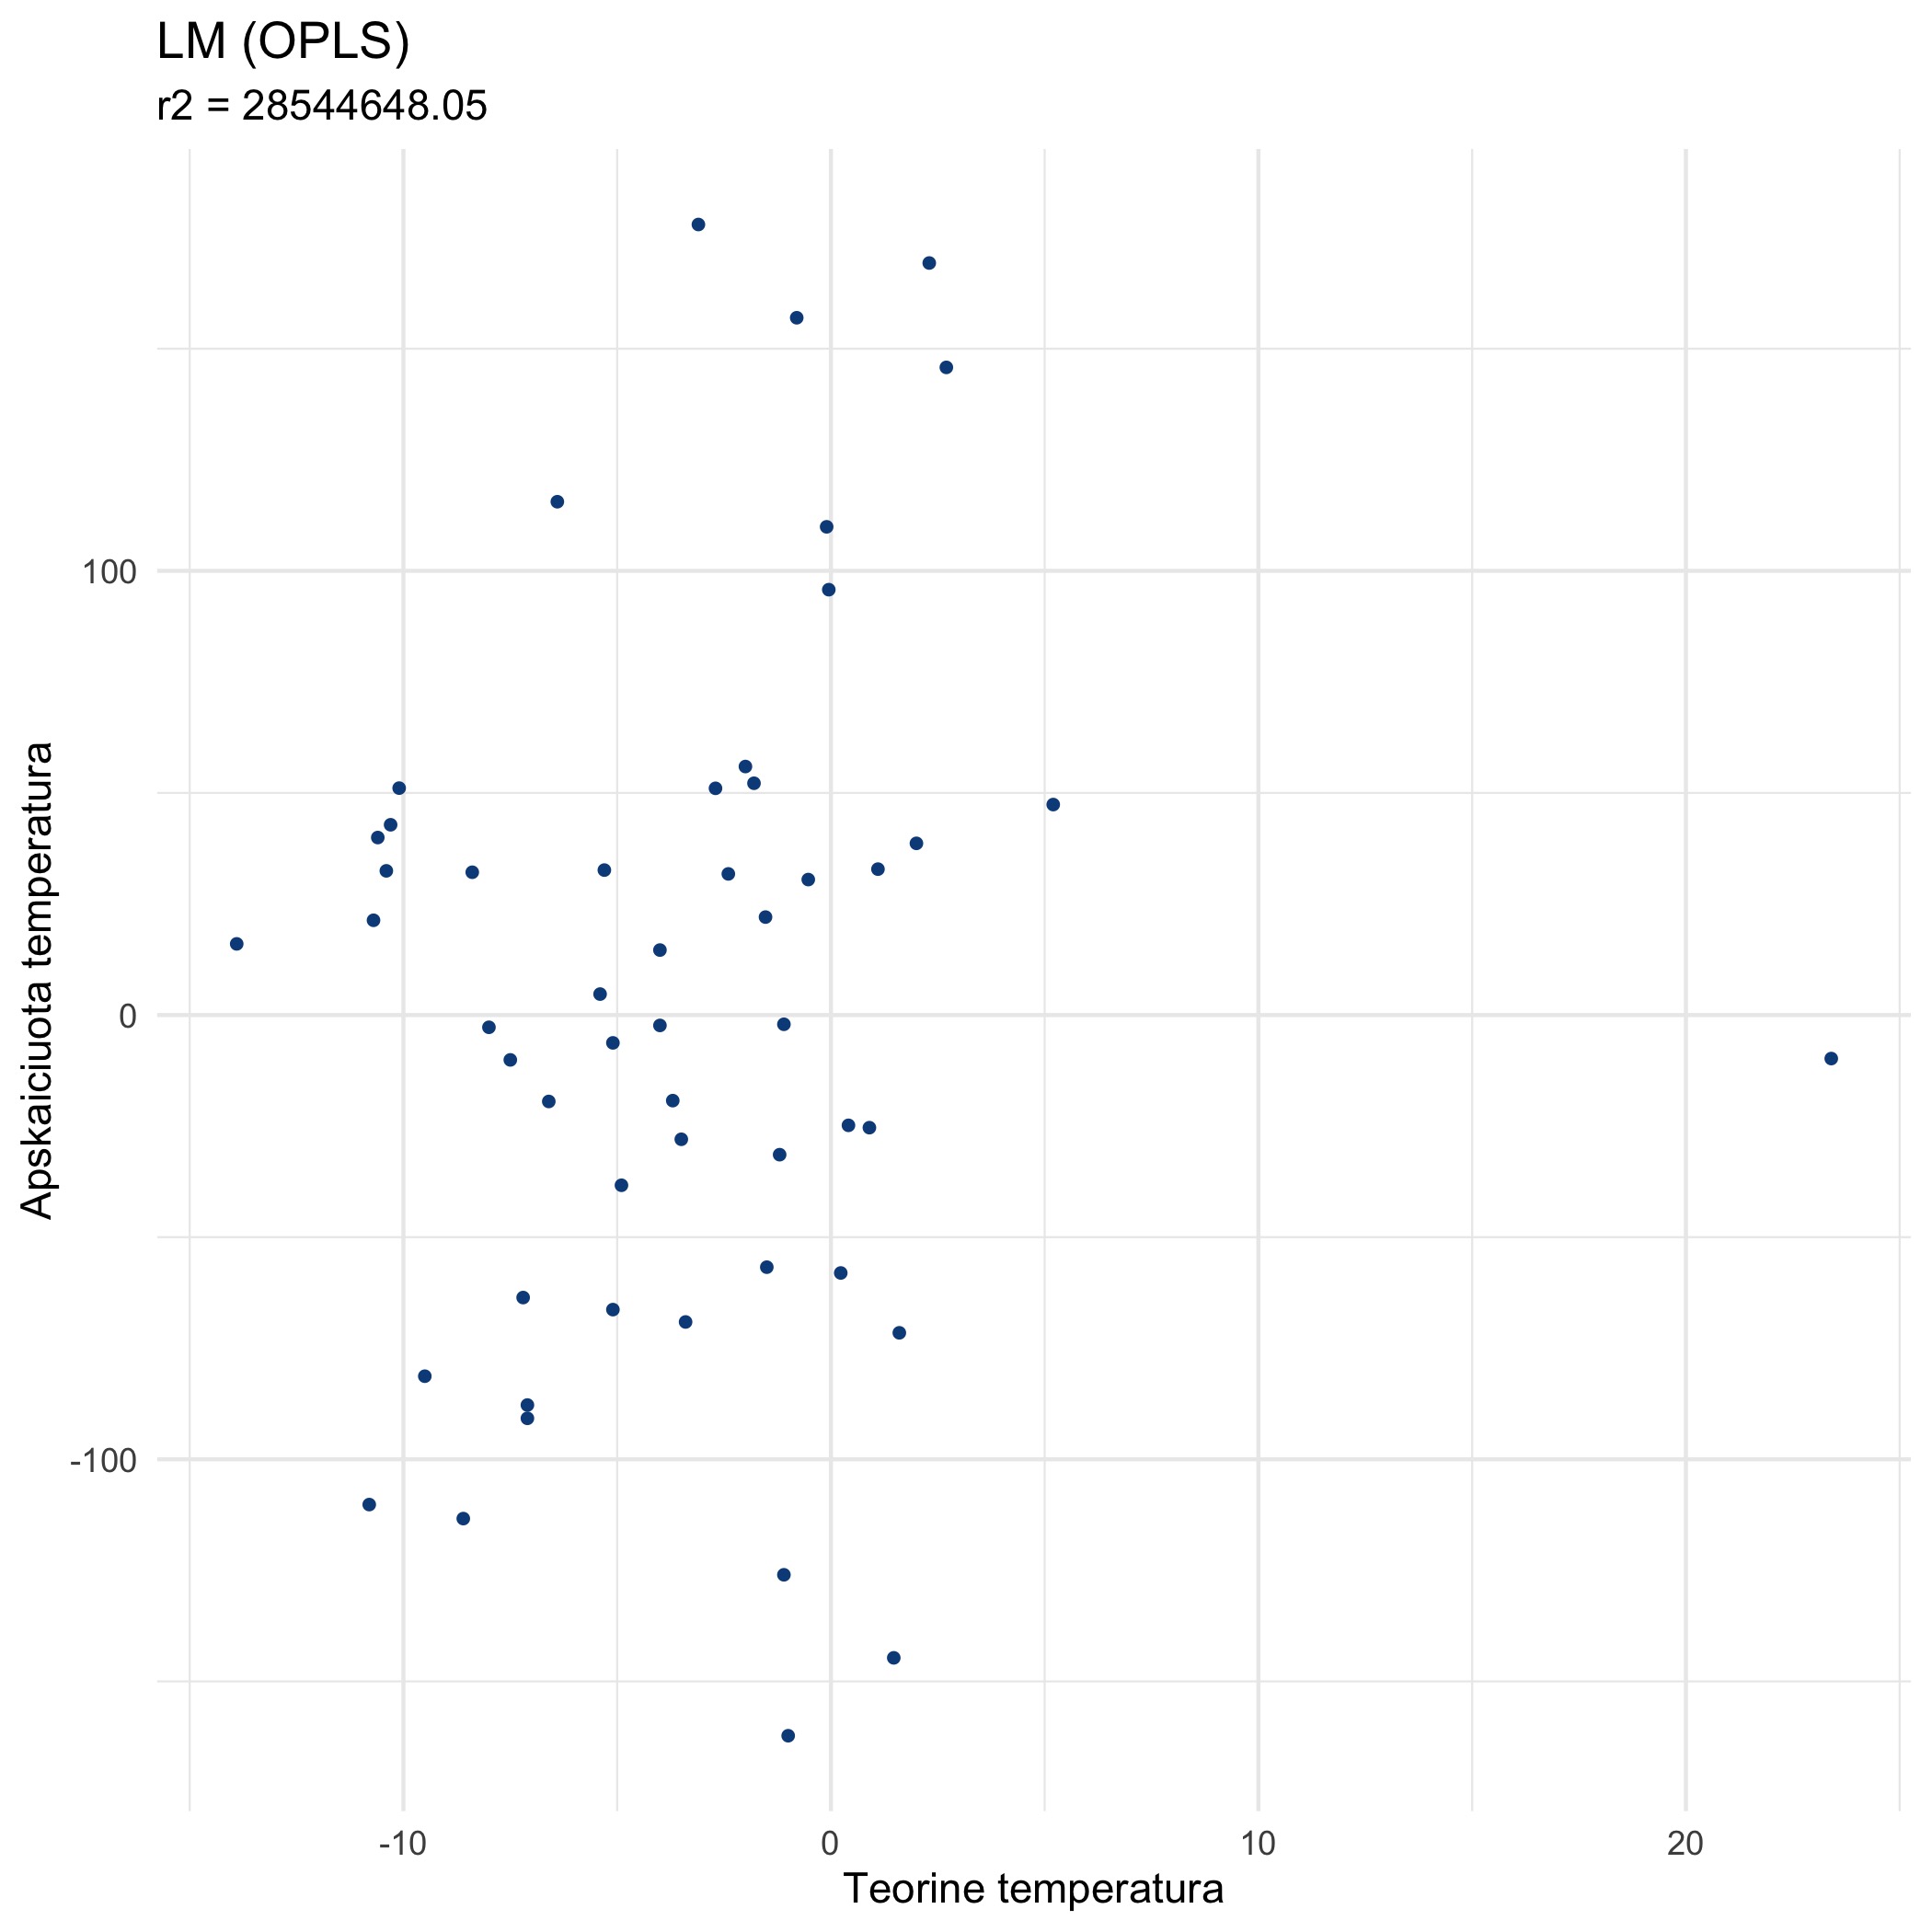 LM (OPLS)
r2 = 28544648.05
Apskaiciuota temperatura
100
0
-100
-10
0
10
20
Teorine temperatura